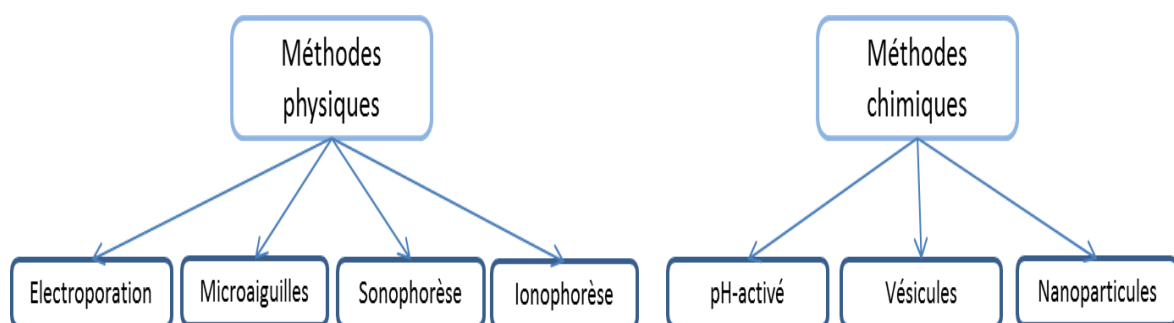 Méthodes
physiques
Méthodes
chimiques
Electroporation
Microaiguilles
Sonophorèse
Ionophorèse
pH-activé
Vésicules
Nanoparticules